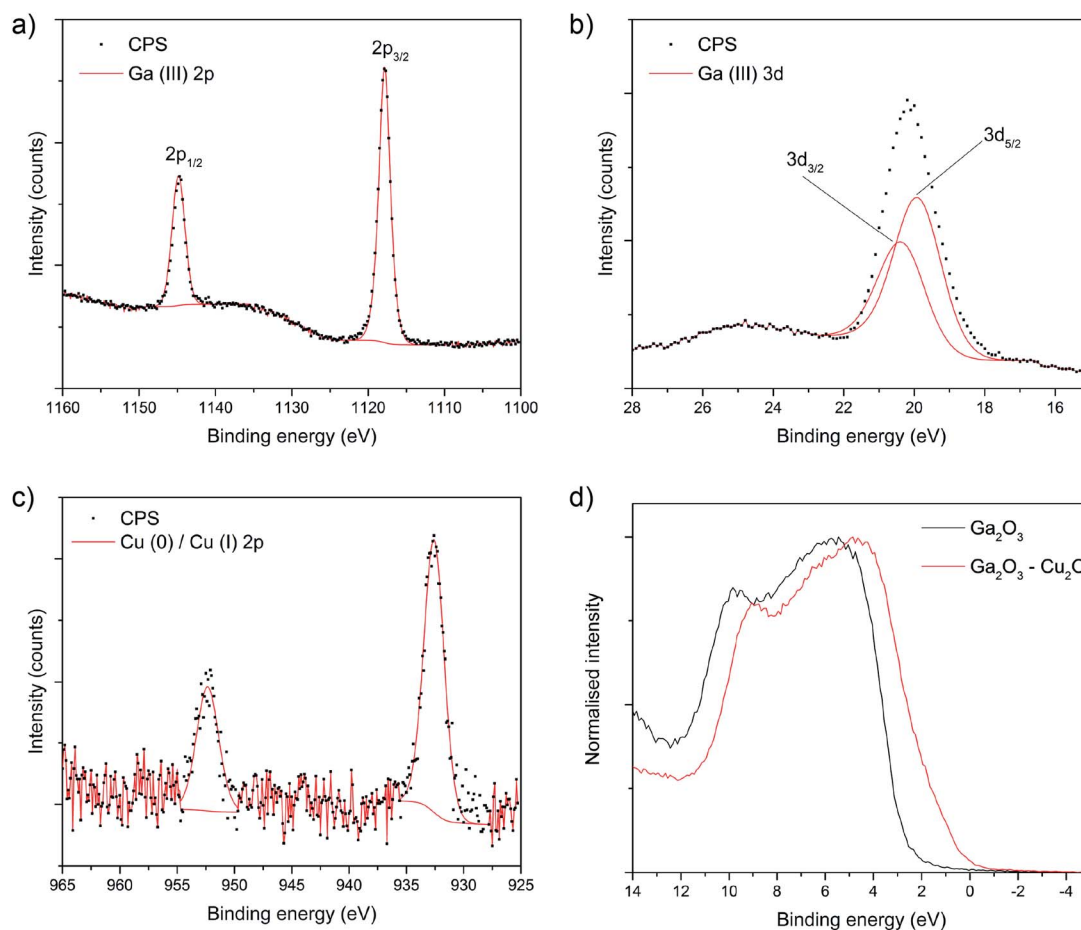 a)
CPS
Ga (III) 2p
2p1/2
2p3/2
Intensity (counts)
1160 1150 1140 1130 1120 1110 1100
Binding energy (eV)
b)
CPS
Ga (III) 3d
3d3/2
3d5/2
Intensity (counts)
28 26 24 22 20 18 16
Binding energy (eV)
c)
CPS
Cu (0) / Cu (I) 2p
Intensity (counts)
965 960 955 950 945 940 935 930 925
Binding energy (eV)
d)
Ga2O3
Ga2O3 - Cu2O
Normalised intensity
14 12 10 8 6 4 2 0 -2 -4
Binding energy (eV)